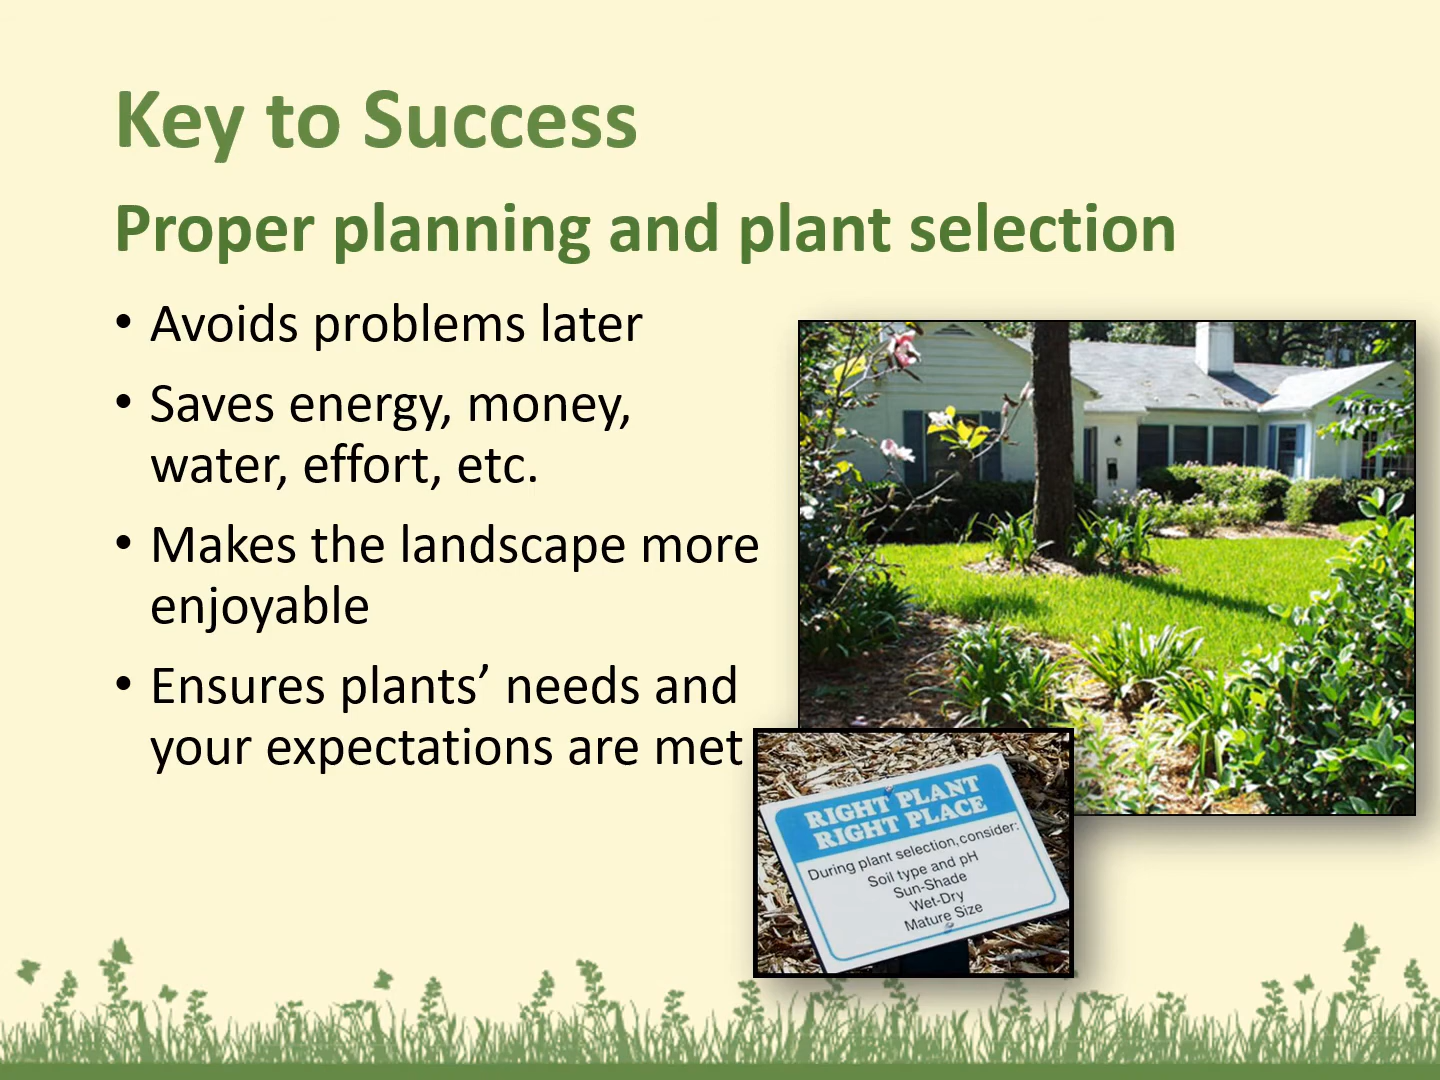 Key to Success
Proper planning and plant selection
• Avoids problems later
• Saves energy, money,
water, effort, etc.
• Makes the landscape more
enjoyable
• Ensures plants’ needs and
your expectations are met
RIGHT PLANT
RIGHT PLACE
During plant selection, consider:
Soil type and pH
Sun-Shade
Wet-Dry
Mature Size